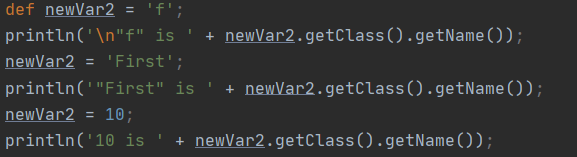 def newVar2 = 'f';
println('\n"f" is ' + newVar2.getClass().getName());
newVar2 = 'First';
println('"First" is ' + newVar2.getClass().getName());
newVar2 = 10;
println('10 is ' + newVar2.getClass().getName());